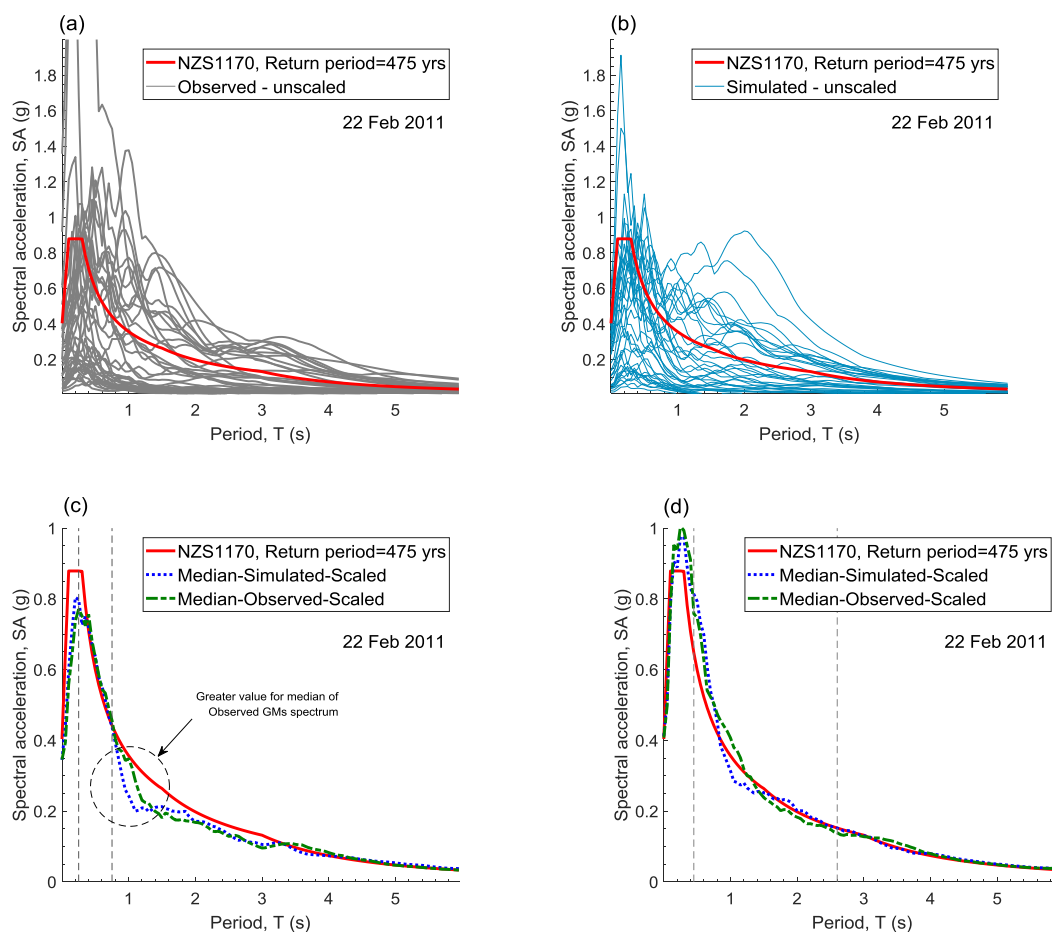 (a)
NZS1170, Return period=475 yrs
Observed - unscaled
22 Feb 2011
Spectral acceleration, SA (g)
1.8
1.6
1.4
1.2
1
0.8
0.6
0.4
0.2
1 2 3 4 5
Period, T (s)
(b)
NZS1170, Return period=475 yrs
Simulated - unscaled
22 Feb 2011
Spectral acceleration, SA (g)
1.8
1.6
1.4
1.2
1
0.8
0.6
0.4
0.2
1 2 3 4 5
Period, T (s)
(c)
NZS1170, Return period=475 yrs
Median-Simulated-Scaled
Median-Observed-Scaled
22 Feb 2011
Greater value for median of
Observed GMs spectrum
Spectral acceleration, SA (g)
1
0.8
0.6
0.4
0.2
0
1 2 3 4 5
Period, T (s)
(d)
NZS1170, Return period=475 yrs
Median-Simulated-Scaled
Median-Observed-Scaled
22 Feb 2011
Spectral acceleration, SA (g)
1
0.8
0.6
0.4
0.2
0
1 2 3 4 5
Period, T (s)